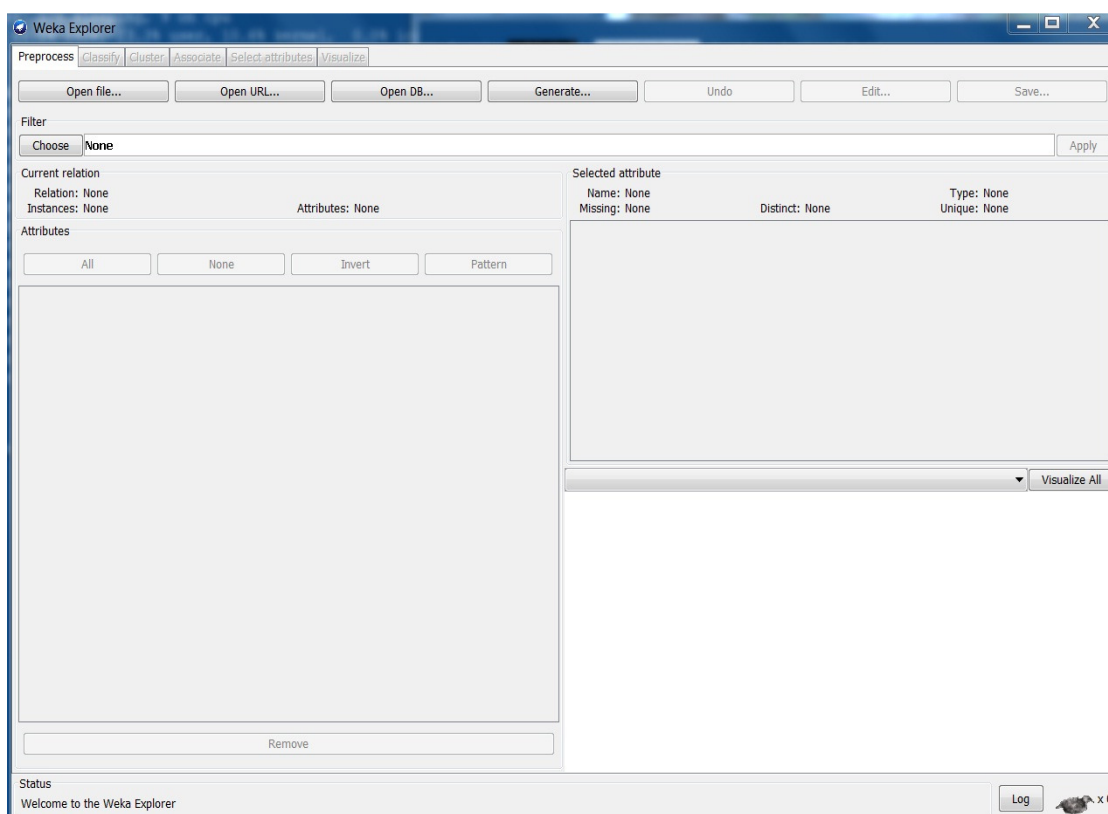 Weka Explorer
Preprocess Classify Cluster Associate Select attributes Visualize
Open file... Open URL... Open DB... Generate... Undo Edit... Save...
Filter
Choose None Apply
Current relation
Relation: None
Instances: None Attributes: None
Selected attribute
Name: None Type: None
Missing: None Distinct: None Unique: None
Attributes
All None Invert Pattern
Visualize All
Remove
Status
Welcome to the Weka Explorer
Log x